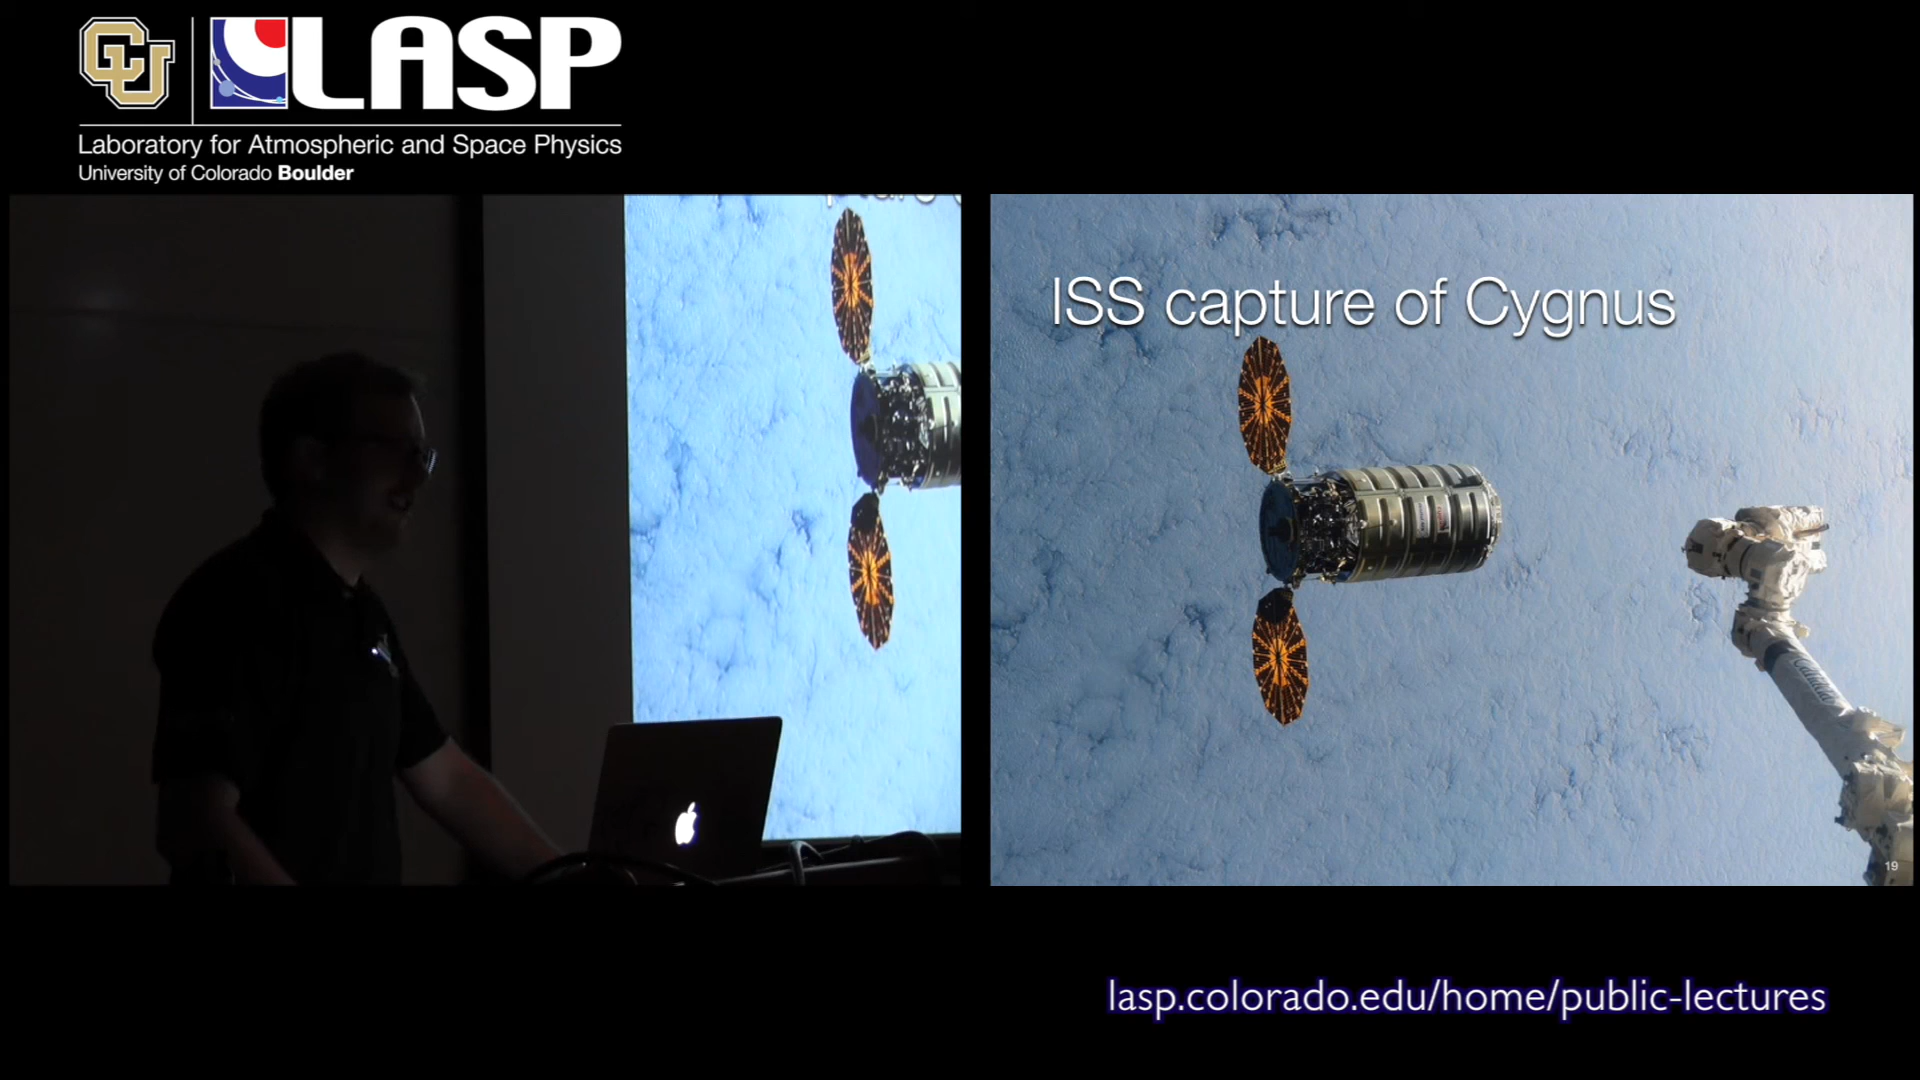 CU
LASP
Laboratory for Atmospheric and Space Physics
University of Colorado Boulder
ISS capture of Cygnus
Canada
19
lasp.colorado.edu/home/public-lectures